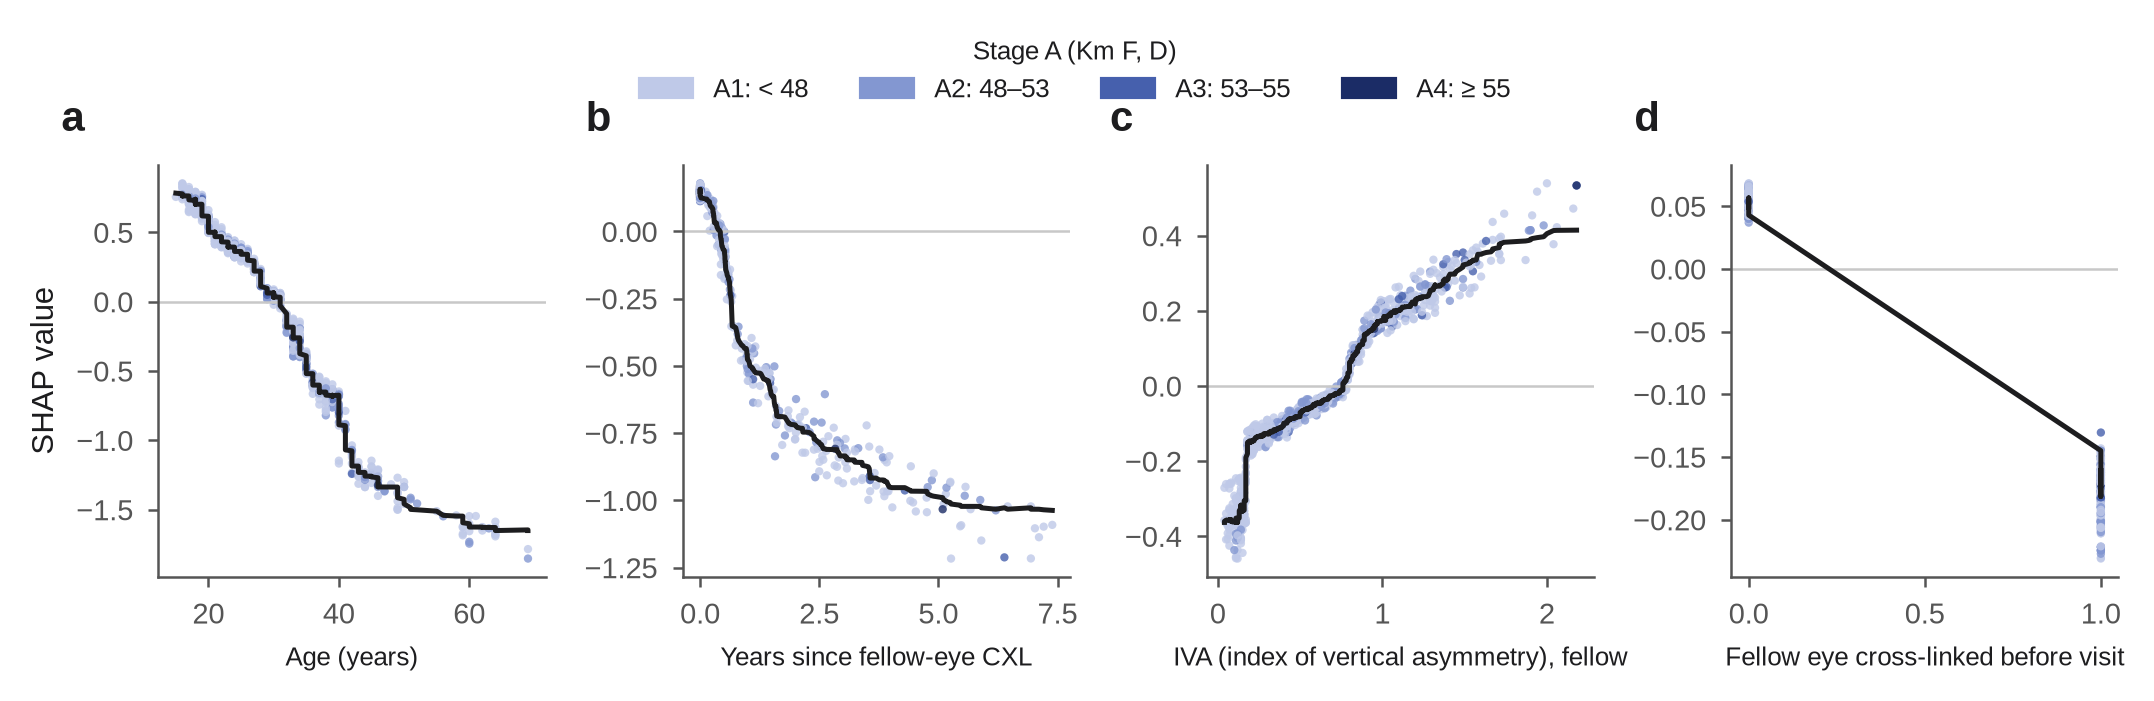 Stage A (Km F, D)
A1: < 48 A2: 48–53 A3: 53–55 A4: ≥ 55
a
b
c
d
SHAP value
0.5
0.0
−0.5
−1.0
−1.5
20 40 60
Age (years)
0.00
−0.25
−0.50
−0.75
−1.00
−1.25
0.0 2.5 5.0 7.5
Years since fellow-eye CXL
0.4
0.2
0.0
−0.2
−0.4
0 1 2
IVA (index of vertical asymmetry), fellow
0.05
0.00
−0.05
−0.10
−0.15
−0.20
0.0 0.5 1.0
Fellow eye cross-linked before visit